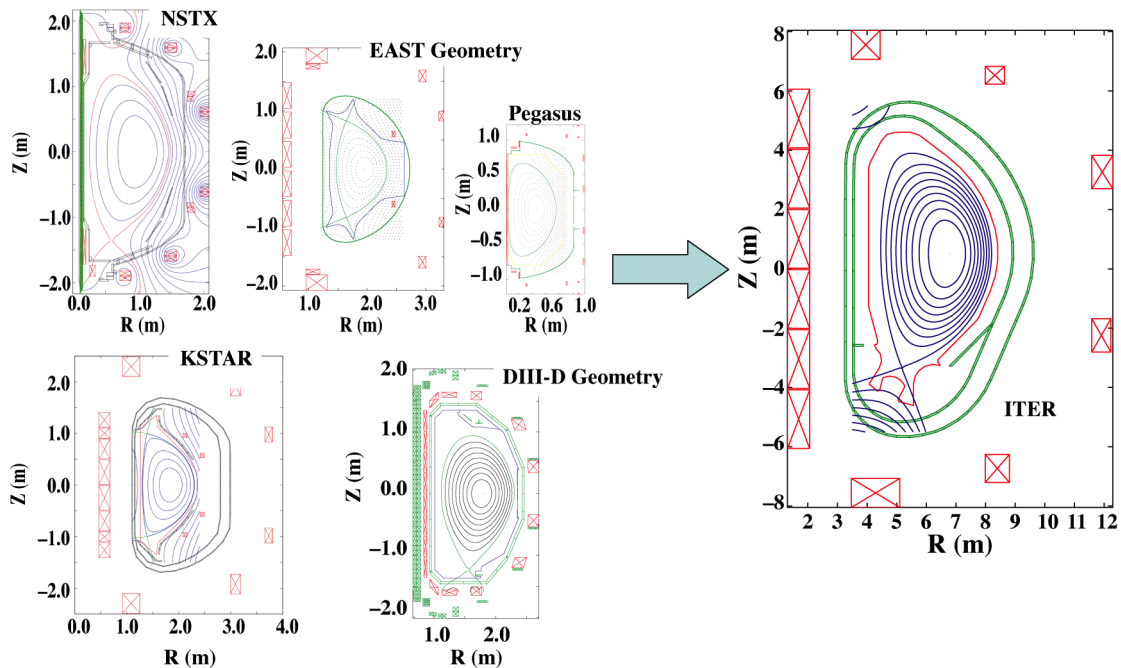 NSTX
2.0
1.0
0.0
−1.0
−2.0
Z (m)
0.0 1.0 2.0
R (m)
EAST Geometry
2.0
1.0
0.0
−1.0
−2.0
Z (m)
1.0 2.0 3.0
R (m)
Pegasus
1.0
0.5
0.0
−0.5
−1.0
Z (m)
0.2 0.6 1.0
R (m)
KSTAR
2.0
1.0
0.0
−1.0
−2.0
Z (m)
0.0 1.0 2.0 3.0 4.0
R (m)
DIII-D Geometry
2.0
1.0
0.0
−1.0
−2.0
Z (m)
1.0 2.0
R (m)
8
6
4
2
0
−2
−4
−6
−8
Z (m)
ITER
2 3 4 5 6 7 8 9 10 11 12
R (m)